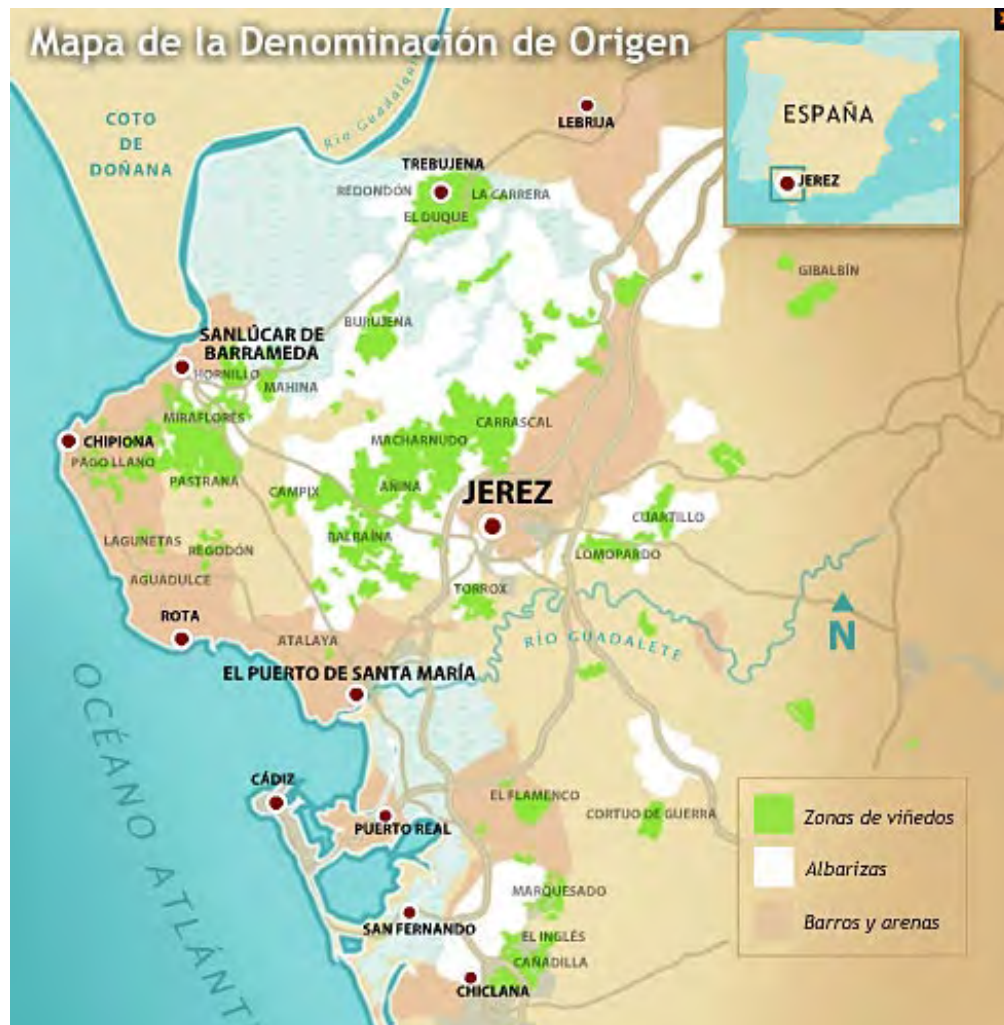 Mapa de la Denominación de Origen
COTO
DE
DOÑANA
Río Guadalqu
LEBRIJA
ESPAÑA
JEREZ
TREBUJENA
REDONDÓN
LA CARRERA
EL DUQUE
GIBALBÍN
BURUJENA
SANLÚCAR DE
BARRAMEDA
HORNILLO
MAHINA
MIRAFLORES
CARRASCAL
CHIPIONA
MACHARNUDO
PAGO LLANO
PASTRANA
CAMPIX
AÑINA
JEREZ
CUARTILLO
LAGUNETAS
REGODÓN
BALBAÍNA
LOMOPARDO
AGUADULCE
TORROX
ROTA
ATALAYA
RÍO GUADALETE
N
EL PUERTO DE SANTA MARÍA
OCÉANO ATLÁNT
CÁDIZ
EL FLAMENCO
PUERTO REAL
CORTIJO DE GUERRA
Zonas de viñedos
Albarizas
Barros y arenas
MARQUESADO
SAN FERNANDO
EL INGLÉS
CAÑADILLA
CHICLANA